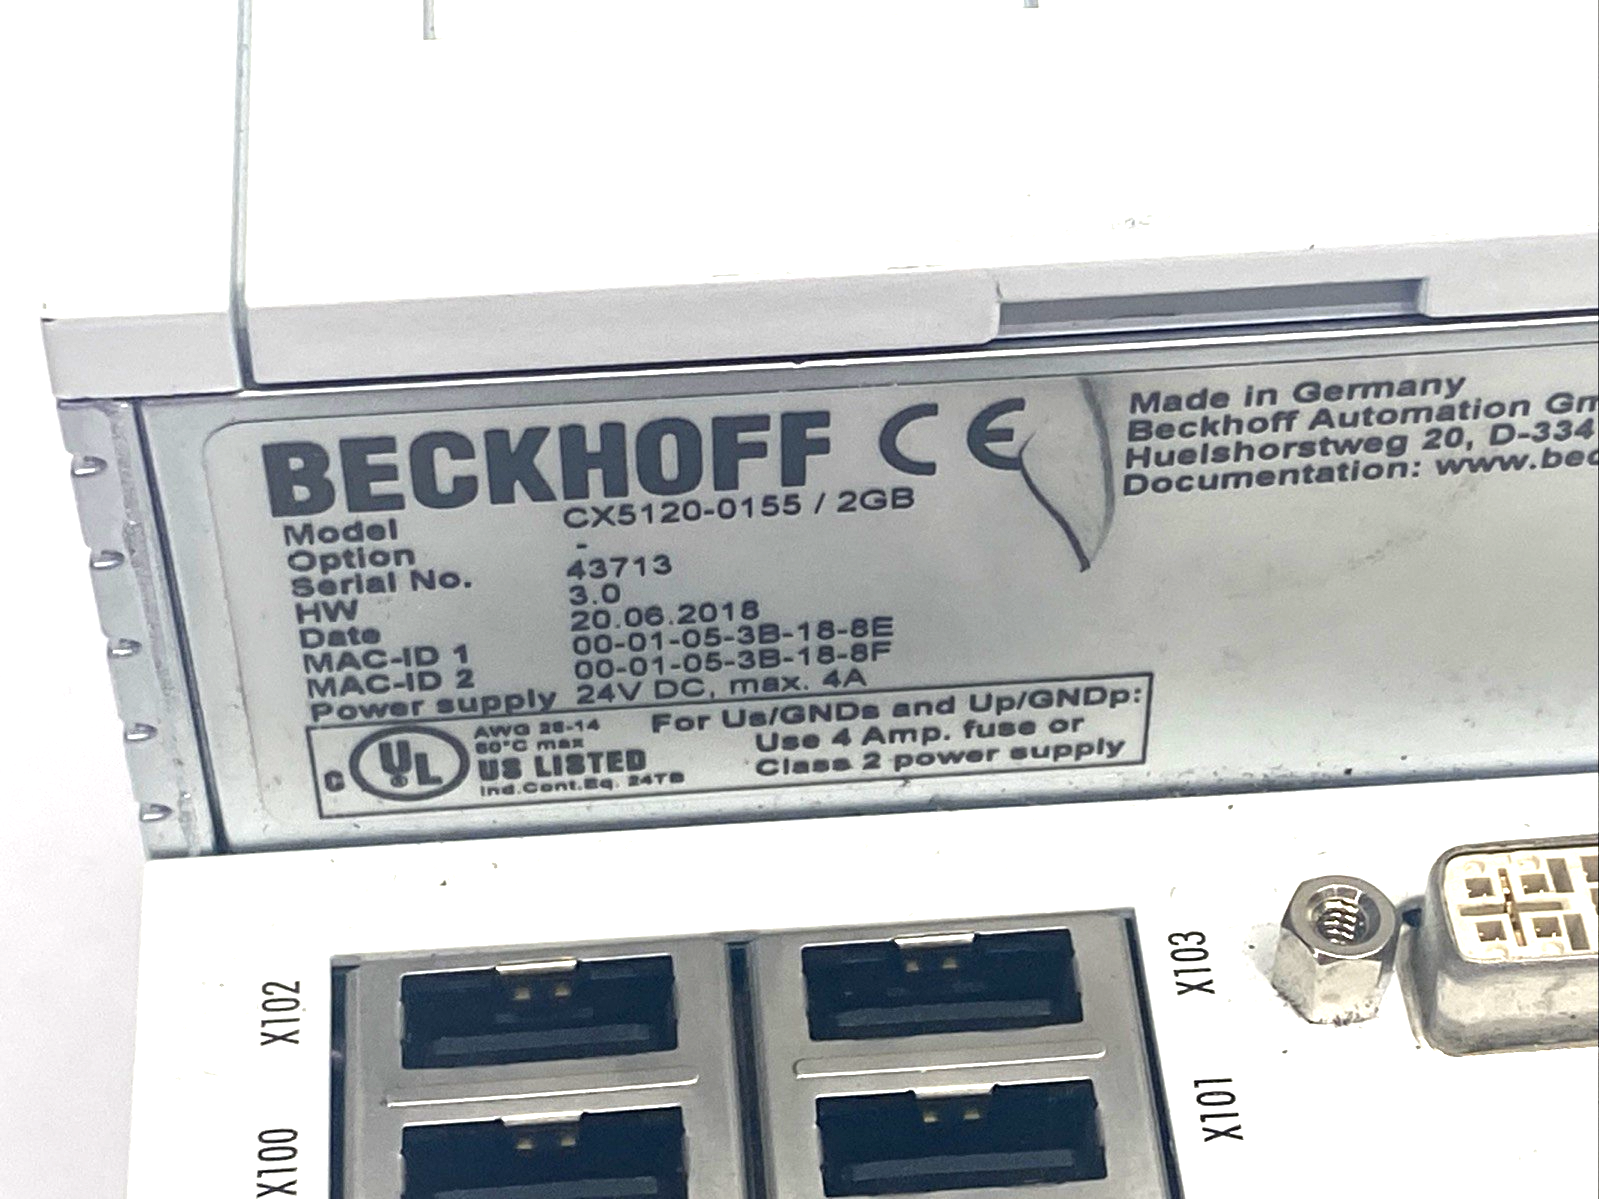 BECKHOFF CE
Made in Germany
Beckhoff Automation Gm
Huelshorstweg 20, D-334
Documentation: www.bec
Model CX5120-0155 / 2GB
Option -
Serial No. 43713
HW 3.0
Date 20.06.2018
MAC-ID 1 00-01-05-3B-18-8E
MAC-ID 2 00-01-05-3B-18-8F
Power supply 24V DC, max. 4A
C UL ®
AWG 28-14
60°C max
US LISTED
Ind.Cont.Eq. 24TB
For Us/GNDs and Up/GNDp:
Use 4 Amp. fuse or
Class 2 power supply
X102
X103
X100
X101